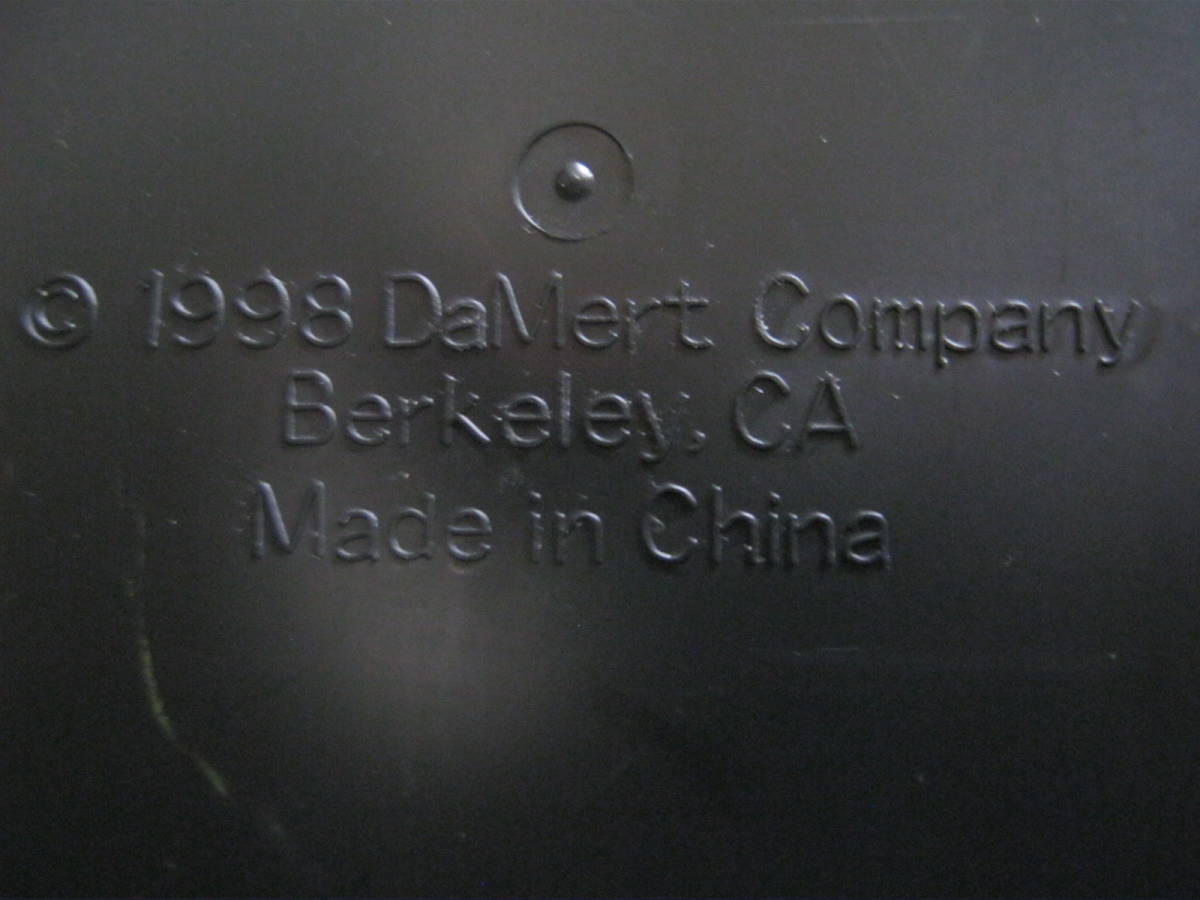 © 1998 DaMert Company
Berkeley, CA
Made in China